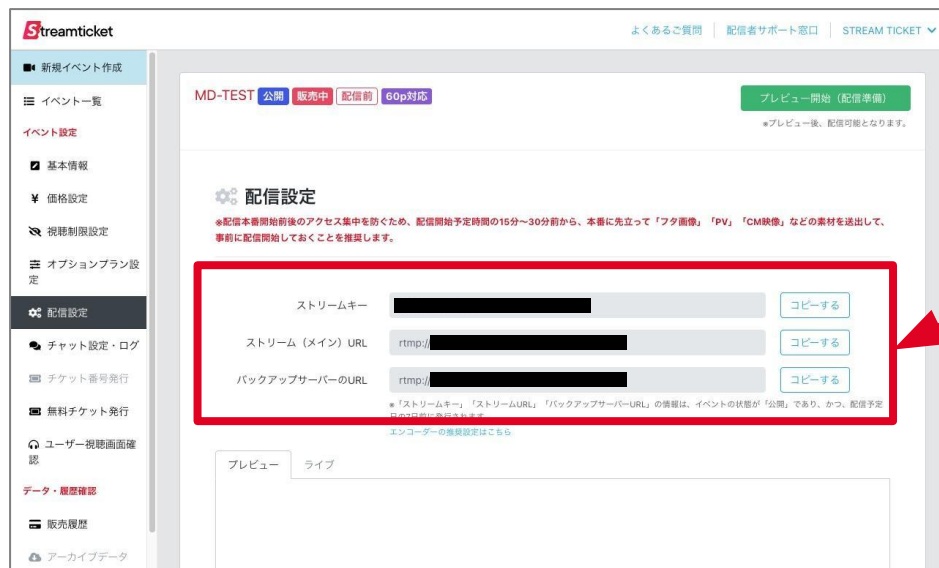 Streamticket
よくあるご質問
配信者サポート窓口
STREAM TICKET
新規イベント作成
イベント一覧
イベント設定
基本情報
価格設定
視聴制限設定
オプションプラン設
定
配信設定
チャット設定・ログ
チケット番号発行
無料チケット発行
ユーザー視聴画面確
認
データ・履歴確認
販売履歴
アーカイブデータ
MD-TEST 公開 販売中 配信前 60p対応
プレビュー開始（配信準備）
※プレビュー後、配信可能となります。
配信設定
※配信本番開始前後のアクセス集中を防ぐため、配信開始予定時間の15分～30分前から、本番に先立って「フタ画像」「PV」「CM映像」などの素材を送出して、
事前に配信開始しておくことを推奨します。
ストリームキー
コピーする
ストリーム（メイン）URL
rtmp://
コピーする
バックアップサーバーのURL
rtmp://
コピーする
※「ストリームキー」「ストリームURL」「バックアップサーバーURL」の情報は、イベントの状態が「公開」であり、かつ、配信予定
日の7日前に発行されます
エンコーダーの推奨設定はこちら
プレビュー
ライブ